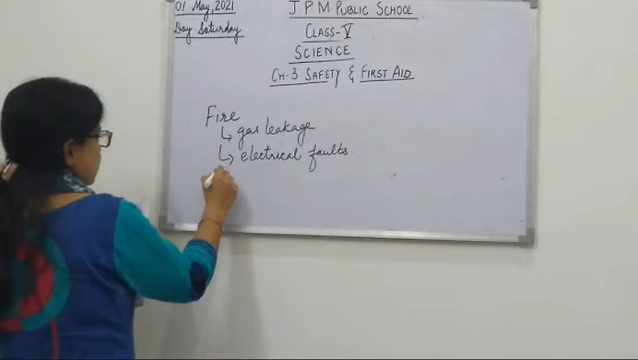 01 May, 2021
Day Saturday
J P M PUBLIC SCHOOL
CLASS-V
SCIENCE
CH-3 SAFETY & FIRST AID
Fire
↳ gas leakage
↳ electrical faults.